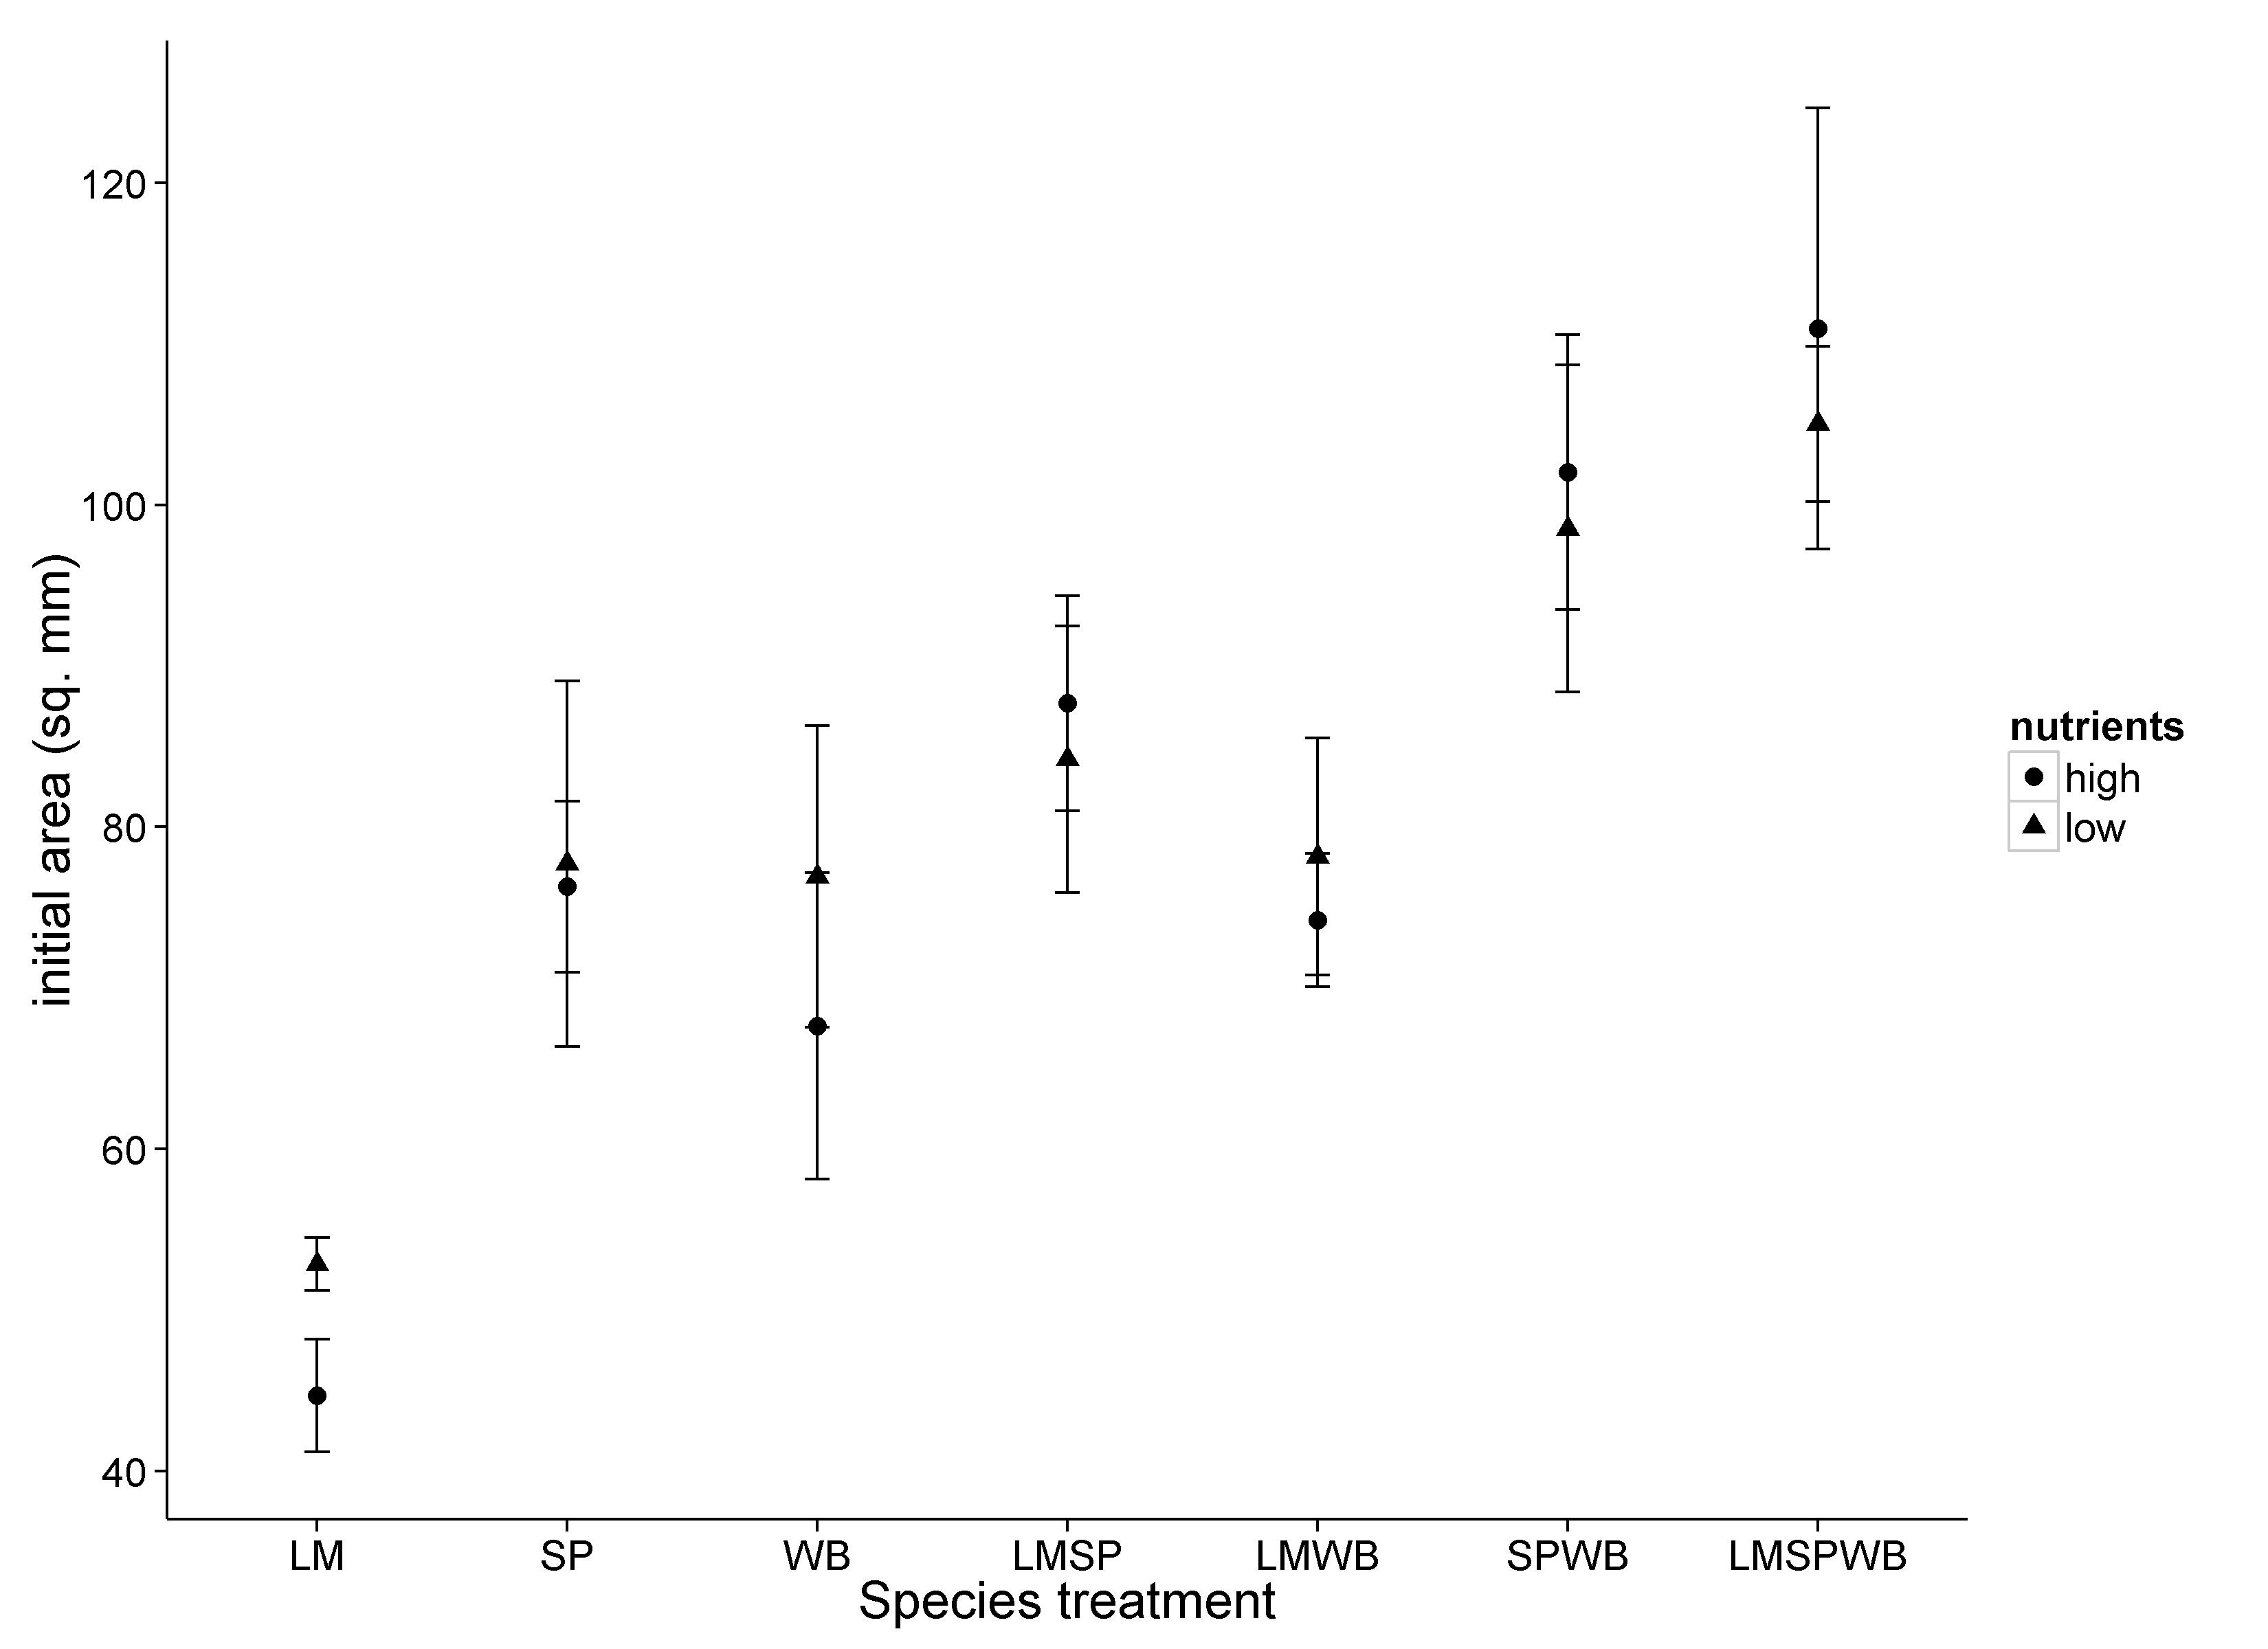 initial area (sq. mm)
120
100
80
60
40
LM SP WB LMSP LMWB SPWB LMSPWB
Species treatment
nutrients
high
low